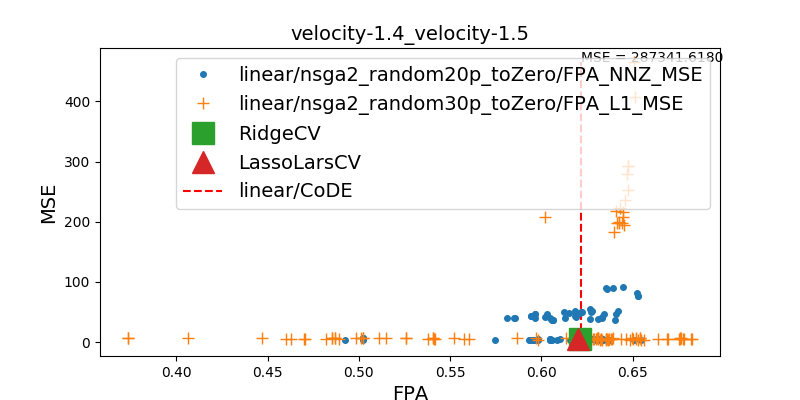 velocity-1.4_velocity-1.5
MSE = 287341.6180
linear/nsga2_random20p_toZero/FPA_NNZ_MSE
linear/nsga2_random30p_toZero/FPA_L1_MSE
RidgeCV
LassoLarsCV
linear/CoDE
MSE
400
300
200
100
0
0.40 0.45 0.50 0.55 0.60 0.65
FPA